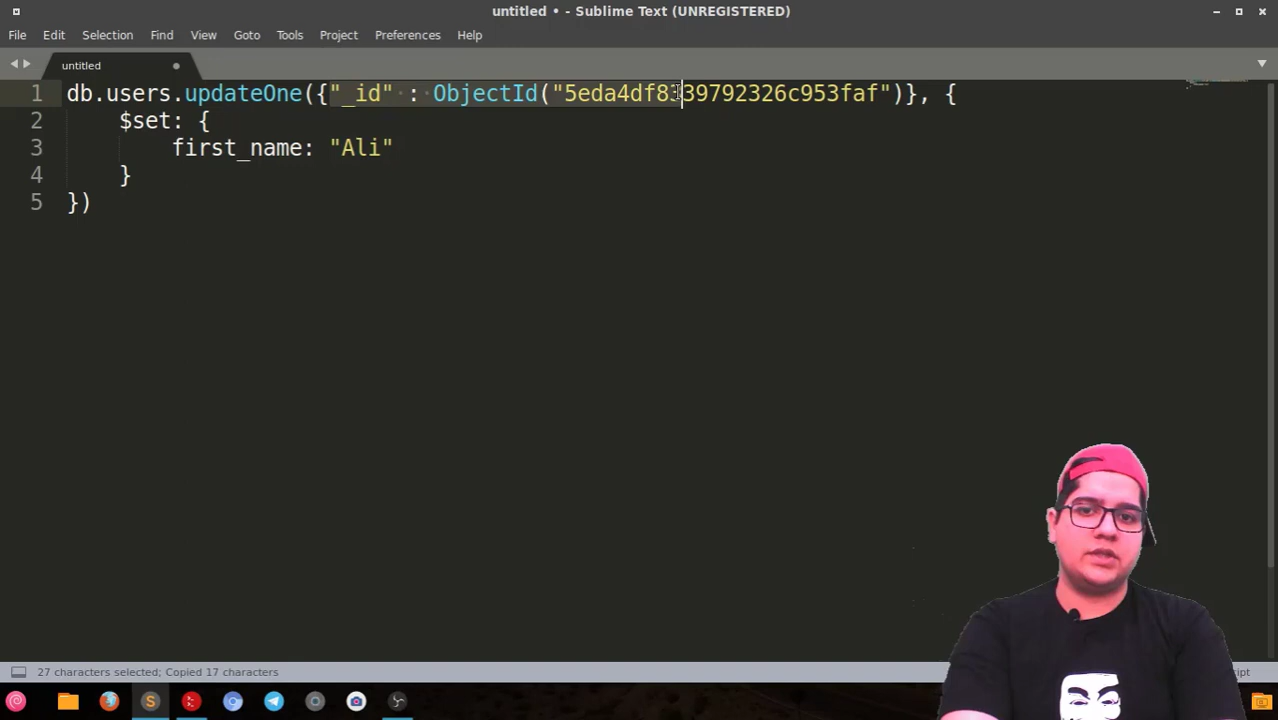 untitled • - Sublime Text (UNREGISTERED)
File Edit Selection Find View Goto Tools Project Preferences Help
untitled
1 db.users.updateOne({"_id" : ObjectId("5eda4df8339792326c953faf")}, {
2 $set: {
3 first_name: "Ali"
4 }
5 })
27 characters selected; Copied 17 characters